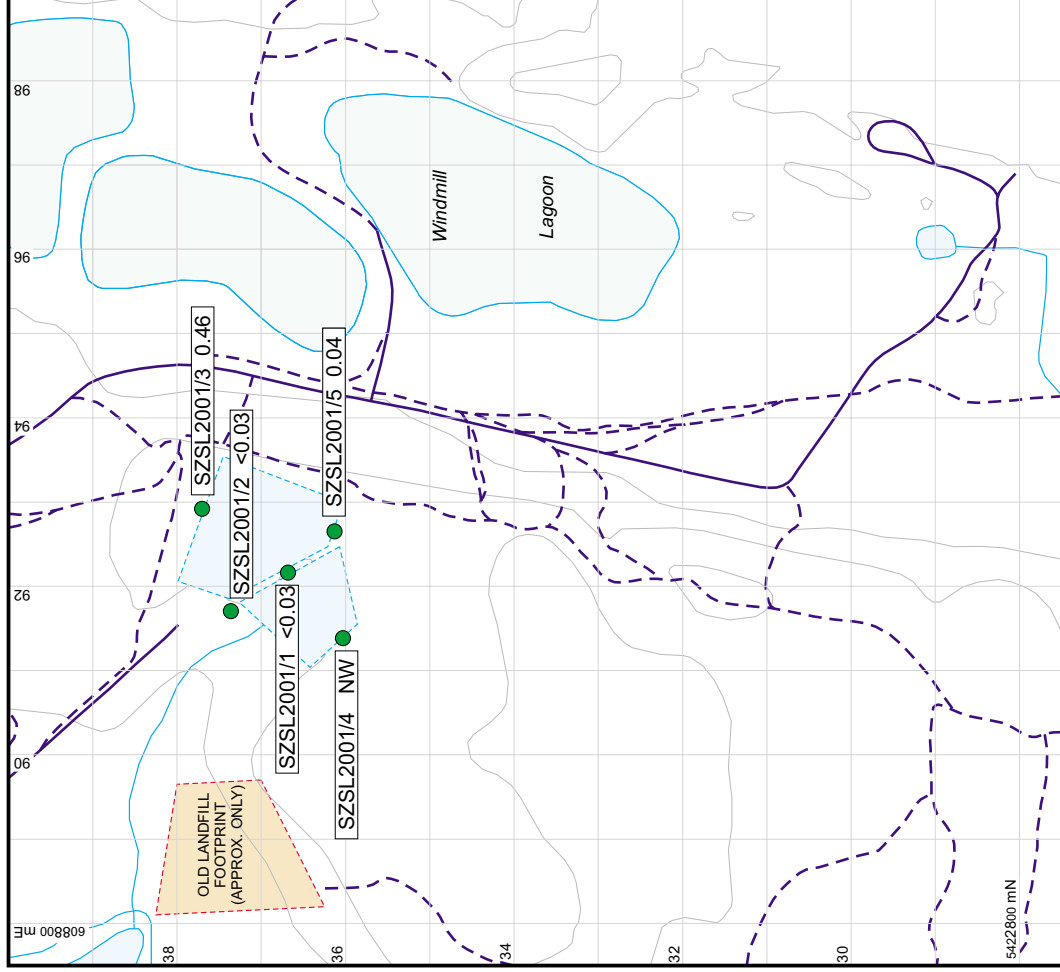 98
96
94
92
90
608800 mE
38
36
34
32
30
5422800 mN
Windmill
Lagoon
SZSL2001/3 0.46
SZSL2001/2 <0.03
SZSL2001/5 0.04
SZSL2001/1 <0.03
SZSL2001/4 NW
OLD LANDFILL
FOOTPRINT
(APPROX. ONLY)